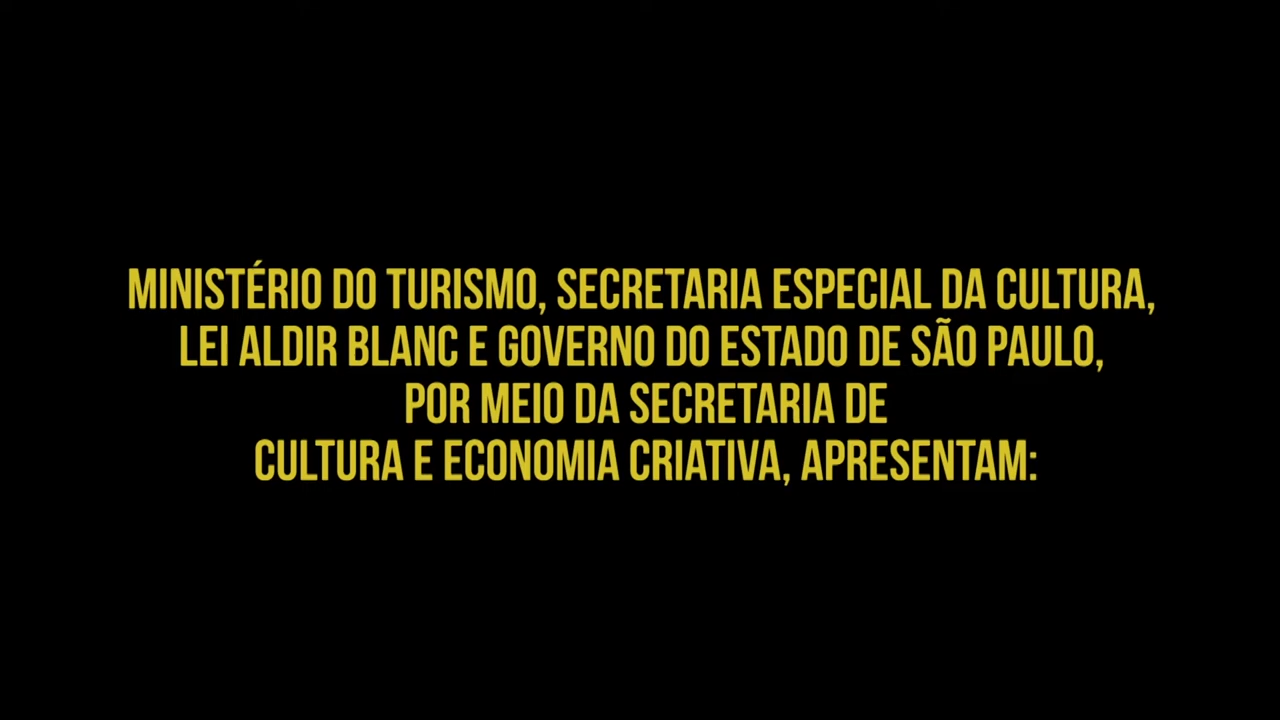 MINISTÉRIO DO TURISMO, SECRETARIA ESPECIAL DA CULTURA,
LEI ALDIR BLANC E GOVERNO DO ESTADO DE SÃO PAULO,
POR MEIO DA SECRETARIA DE
CULTURA E ECONOMIA CRIATIVA, APRESENTAM: